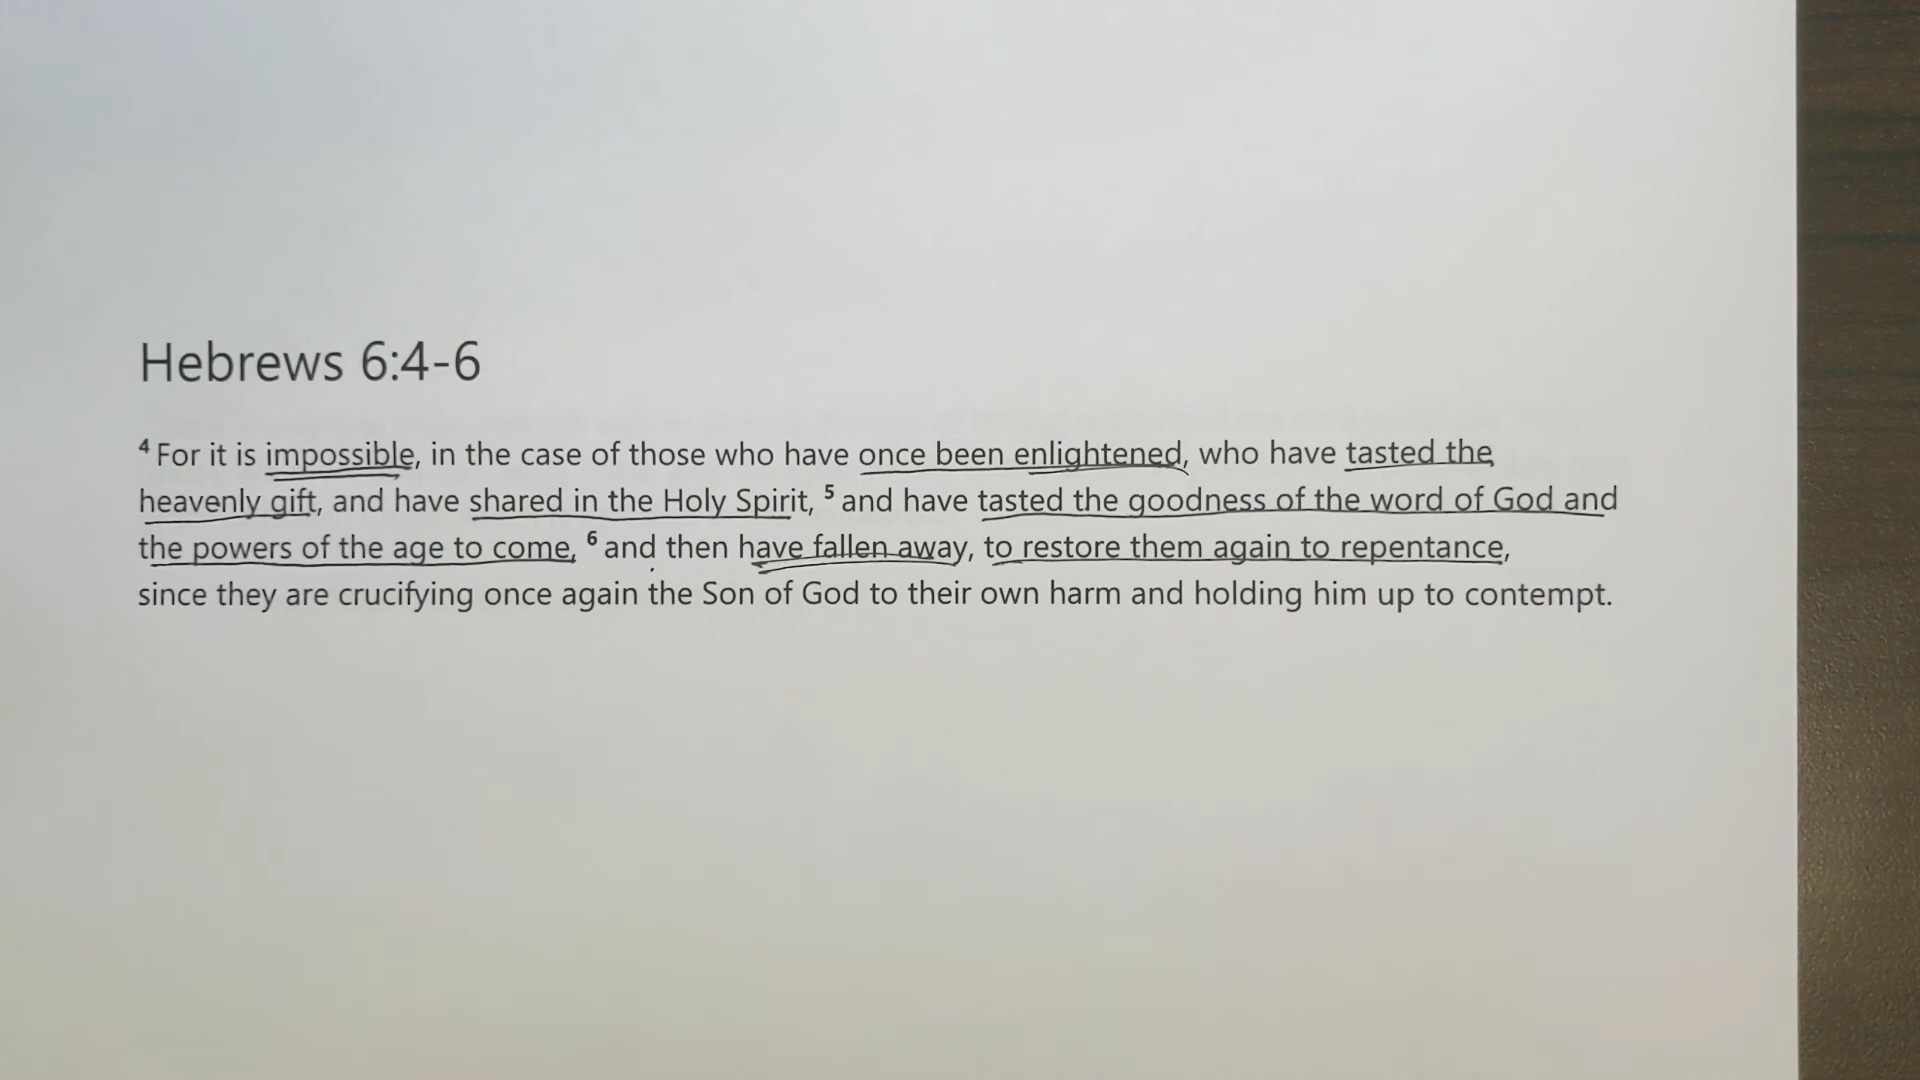 Hebrews 6:4-6
4 For it is impossible, in the case of those who have once been enlightened, who have tasted the
heavenly gift, and have shared in the Holy Spirit, 5 and have tasted the goodness of the word of God and
the powers of the age to come, 6 and then have fallen away, to restore them again to repentance,
since they are crucifying once again the Son of God to their own harm and holding him up to contempt.